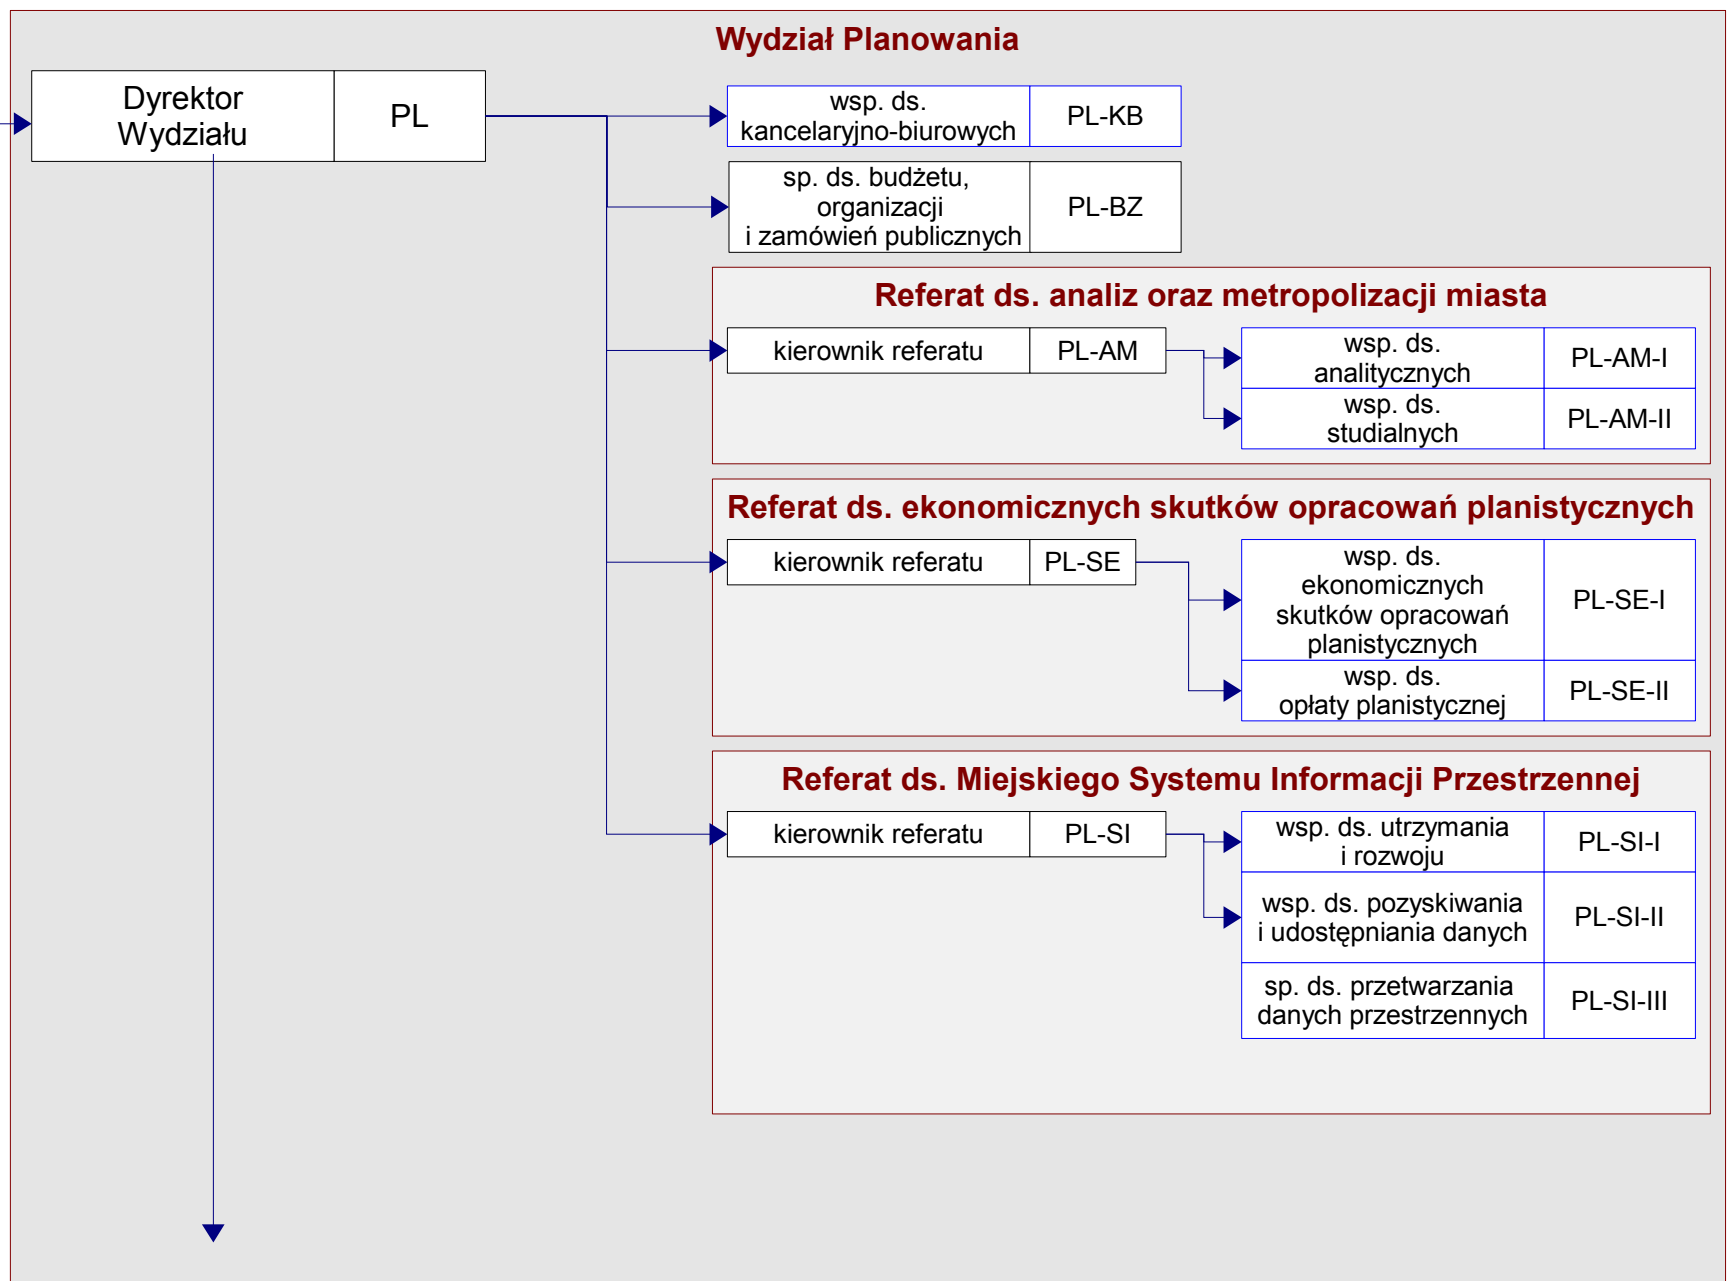 Wydział Planowania
Dyrektor
Wydziału
PL
wsp. ds.
kancelaryjno-biurowych
PL-KB
sp. ds. budżetu,
organizacji
i zamówień publicznych
PL-BZ
Referat ds. analiz oraz metropolizacji miasta
kierownik referatu
PL-AM
wsp. ds.
analitycznych
PL-AM-I
wsp. ds.
studialnych
PL-AM-II
Referat ds. ekonomicznych skutków opracowań planistycznych
kierownik referatu
PL-SE
wsp. ds.
ekonomicznych
skutków opracowań
planistycznych
PL-SE-I
wsp. ds.
opłaty planistycznej
PL-SE-II
Referat ds. Miejskiego Systemu Informacji Przestrzennej
kierownik referatu
PL-SI
wsp. ds. utrzymania
i rozwoju
PL-SI-I
wsp. ds. pozyskiwania
i udostępniania danych
PL-SI-II
sp. ds. przetwarzania
danych przestrzennych
PL-SI-III